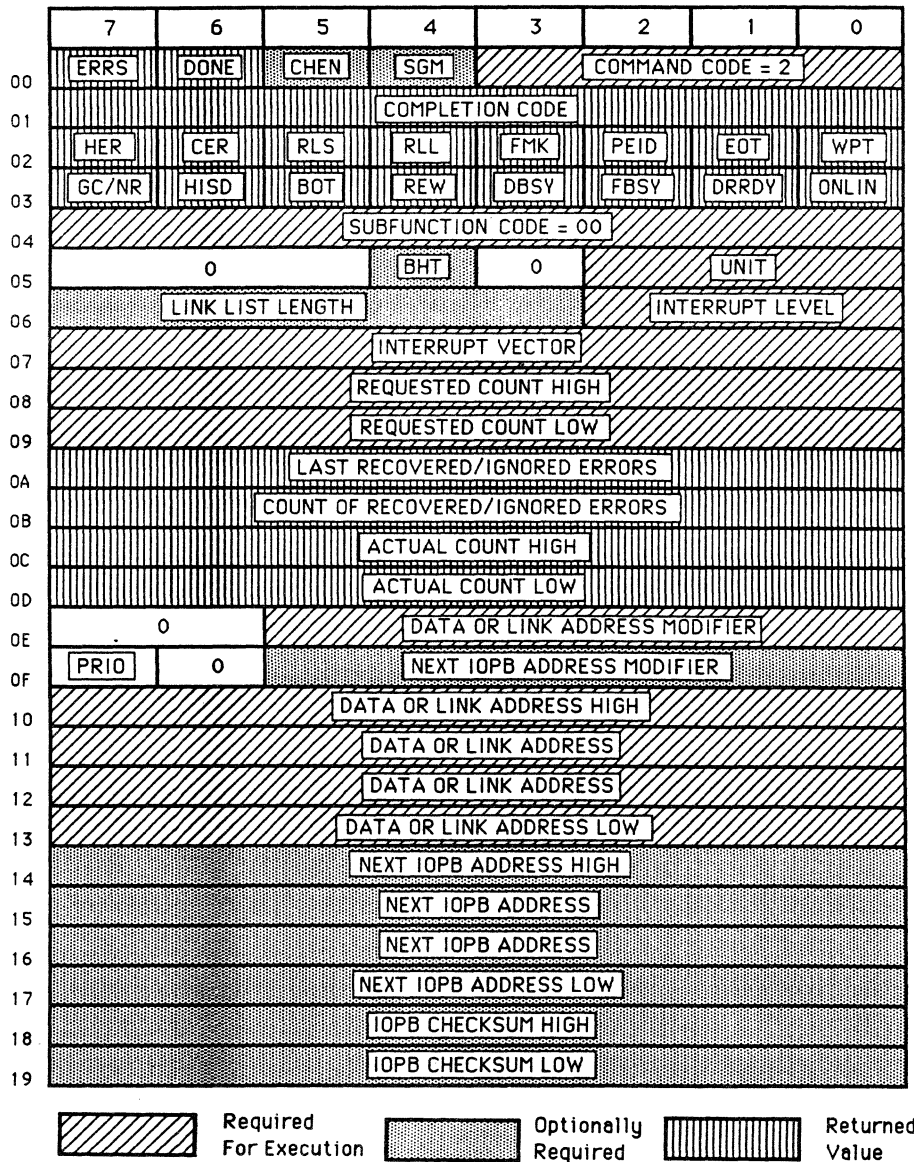 7 6 5 4 3 2 1 0
00 ERRS DONE CHEN SGM COMMAND CODE = 2
01 COMPLETION CODE
02 HER CER RLS RLL FMK PEID EOT WPT
03 GC/NR HISD BOT REW DBSY FBSY DRRDY ONLIN
04 SUBFUNCTION CODE = 00
05 0 BHT 0 UNIT
06 LINK LIST LENGTH INTERRUPT LEVEL
07 INTERRUPT VECTOR
08 REQUESTED COUNT HIGH
09 REQUESTED COUNT LOW
0A LAST RECOVERED/IGNORED ERRORS
0B COUNT OF RECOVERED/IGNORED ERRORS
0C ACTUAL COUNT HIGH
0D ACTUAL COUNT LOW
0E 0 DATA OR LINK ADDRESS MODIFIER
0F PRIO 0 NEXT IOPB ADDRESS MODIFIER
10 DATA OR LINK ADDRESS HIGH
11 DATA OR LINK ADDRESS
12 DATA OR LINK ADDRESS
13 DATA OR LINK ADDRESS LOW
14 NEXT IOPB ADDRESS HIGH
15 NEXT IOPB ADDRESS
16 NEXT IOPB ADDRESS
17 NEXT IOPB ADDRESS LOW
18 IOPB CHECKSUM HIGH
19 IOPB CHECKSUM LOW
Required For Execution
Optionally Required
Returned Value